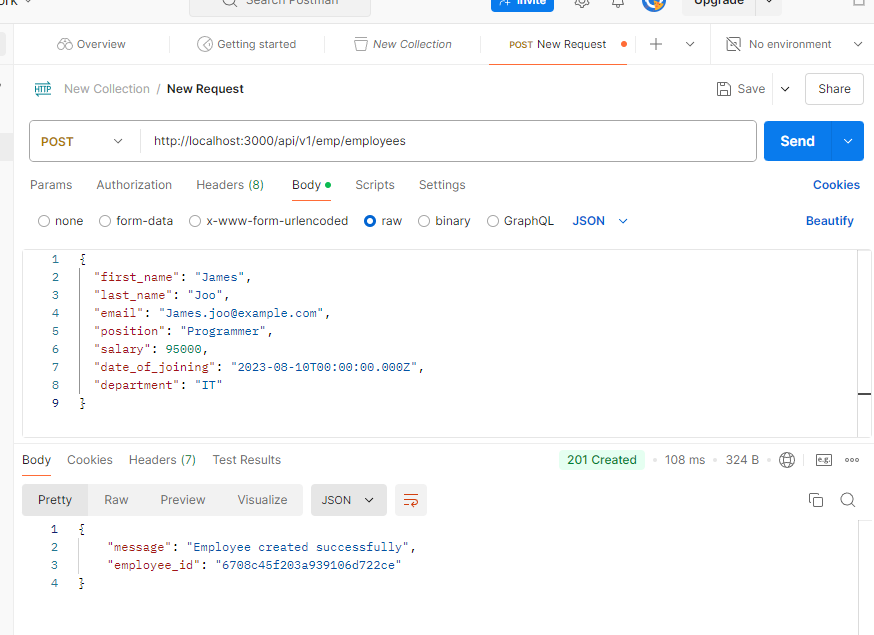 Search Postman
Invite
Upgrade
Overview
Getting started
New Collection
POST New Request
No environment
HTTP
New Collection / New Request
Save
Share
POST
http://localhost:3000/api/v1/emp/employees
Send
Params
Authorization
Headers (8)
Body
Scripts
Settings
Cookies
none
form-data
x-www-form-urlencoded
raw
binary
GraphQL
JSON
Beautify
1 {
2 "first_name": "James",
3 "last_name": "Joo",
4 "email": "James.joo@example.com",
5 "position": "Programmer",
6 "salary": 95000,
7 "date_of_joining": "2023-08-10T00:00:00.000Z",
8 "department": "IT"
9 }
Body
Cookies
Headers (7)
Test Results
201 Created
108 ms
324 B
e.g.
Pretty
Raw
Preview
Visualize
JSON
1 {
2 "message": "Employee created successfully",
3 "employee_id": "6708c45f203a939106d722ce"
4 }